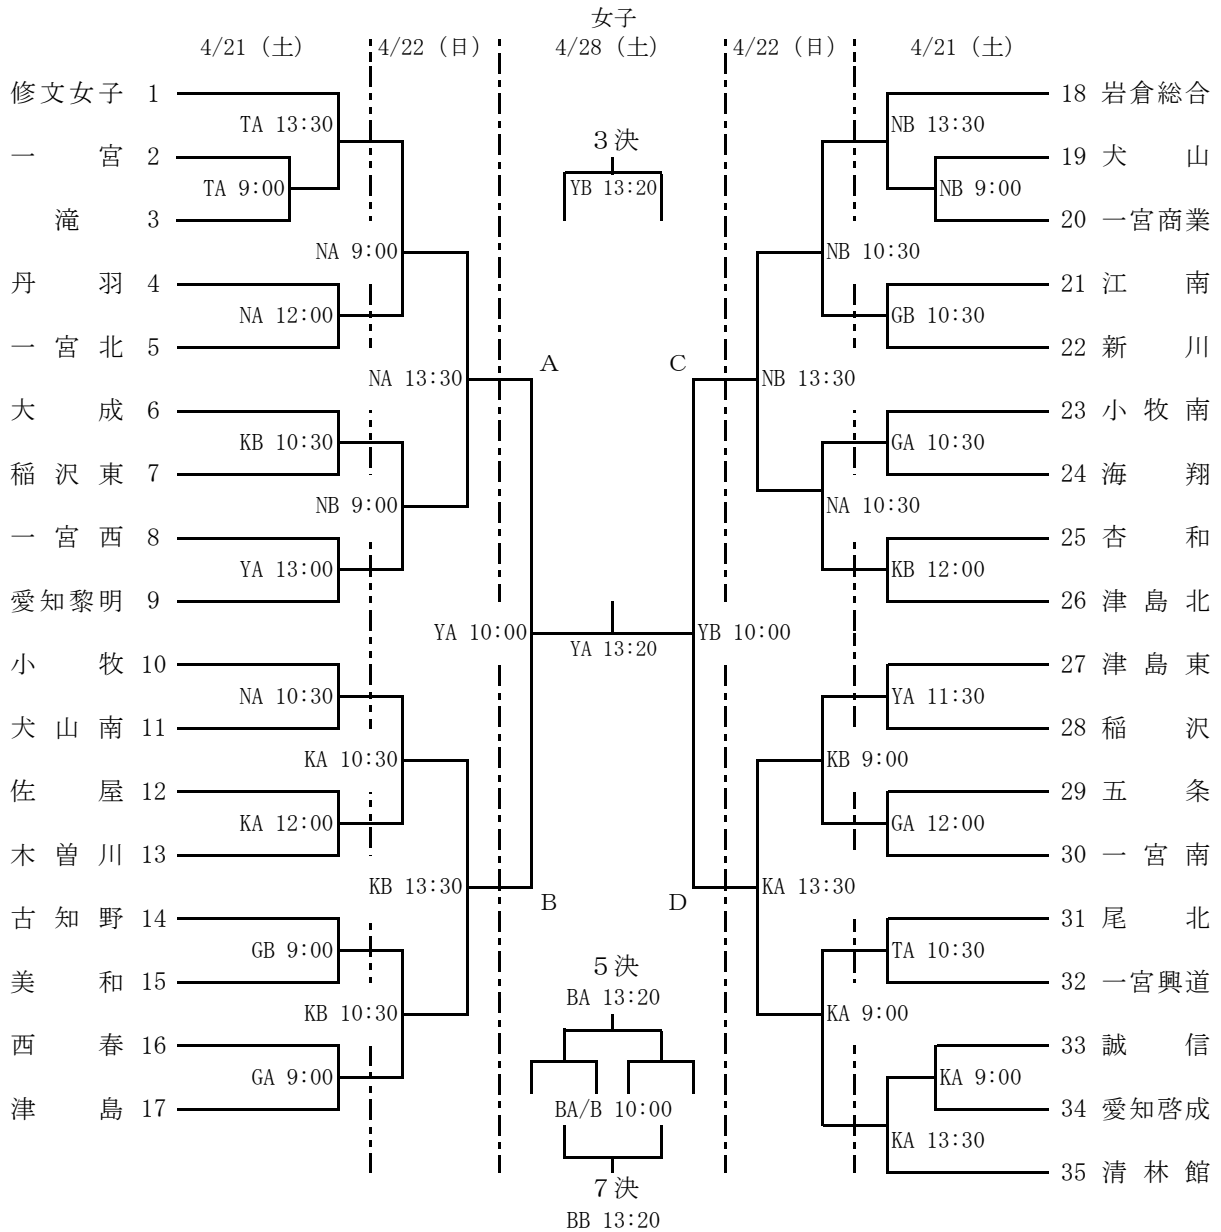 女子
4/21 (土) 4/22 (日) 4/28 (土) 4/22 (日) 4/21 (土)
修文女子 1
TA 13:30
一宮 2
TA 9:00
滝 3
NA 9:00
丹羽 4
NA 12:00
一宮北 5
NA 13:30
A
大成 6
KB 10:30
稲沢東 7
NB 9:00
一宮西 8
YA 13:00
愛知黎明 9
YA 10:00
小牧 10
NA 10:30
犬山南 11
KA 10:30
佐屋 12
KA 12:00
木曽川 13
KB 13:30
B
古知野 14
GB 9:00
美和 15
KB 10:30
西春 16
GA 9:00
津島 17
3決
YB 13:20
YA 13:20
5決
BA 13:20
BA/B 10:00
7決
BB 13:20
18 岩倉総合
NB 13:30
19 犬山
NB 9:00
20 一宮商業
NB 10:30
21 江南
GB 10:30
22 新川
C
NB 13:30
23 小牧南
GA 10:30
24 海翔
NA 10:30
25 杏和
KB 12:00
26 津島北
YB 10:00
27 津島東
YA 11:30
28 稲沢
KB 9:00
29 五条
GA 12:00
30 一宮南
D
KA 13:30
31 尾北
TA 10:30
32 一宮興道
KA 9:00
33 誠信
KA 9:00
34 愛知啓成
KA 13:30
35 清林館